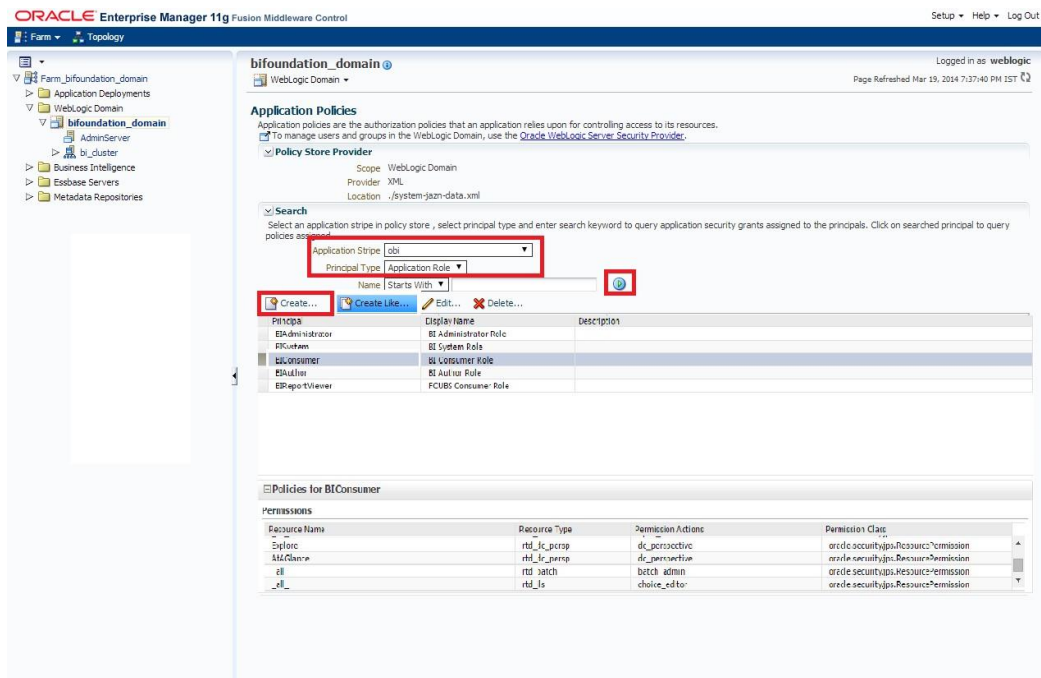 ORACLE Enterprise Manager 11g Fusion Middleware Control
Setup Help Log Out
Farm Topology
Farm_bifoundation_domain
Application Deployments
WebLogic Domain
bifoundation_domain
AdminServer
bi_cluster
Business Intelligence
Essbase Servers
Metadata Repositories
bifoundation_domain
Logged in as weblogic
WebLogic Domain
Page Refreshed Mar 19, 2014 7:37:40 PM IST
Application Policies
Application policies are the authorization policies that an application relies upon for controlling access to its resources.
To manage users and groups in the WebLogic Domain, use the Oracle WebLogic Server Security Provider.
Policy Store Provider
Scope WebLogic Domain
Provider XML
Location ./system-jazn-data.xml
Search
Select an application stripe in policy store , select principal type and enter search keyword to query application security grants assigned to the principals. Click on searched principal to query
policies assigned.
Application Stripe obi
Principal Type Application Role
Name Starts With
Create... Create Like... Edit... Delete...
Principal Display Name Description
BIAdministrator BI Administrator Role
BISystem BI System Role
BIConsumer BI Consumer Role
BIAuthor BI Author Role
BIReportViewer FCUBS Consumer Role
Policies for BIConsumer
Permissions
Resource Name Resource Type Permission Actions Permission Class
Explore rtd_dc_persp dc_perspective oracle.security.jps.ResourcePermission
AtAGlance rtd_dc_persp dc_perspective oracle.security.jps.ResourcePermission
_all_ rtd_batch batch_admin oracle.security.jps.ResourcePermission
_all_ rtd_ls choice_editor oracle.security.jps.ResourcePermission